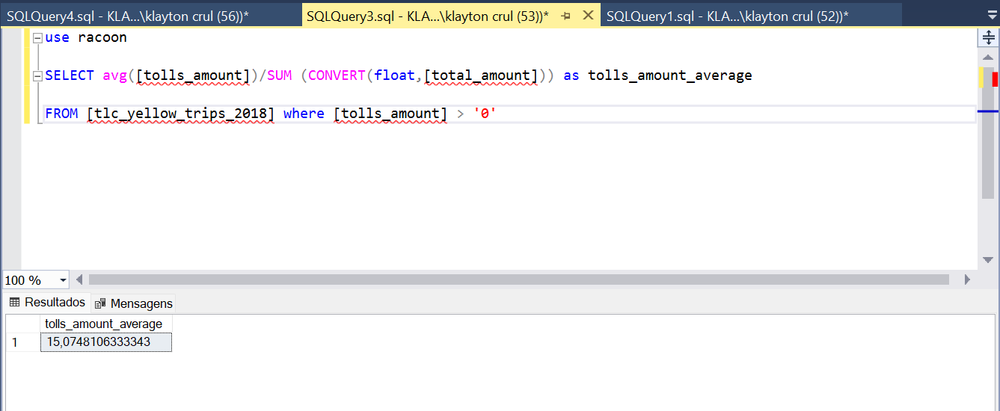 SQLQuery4.sql - KLA...\klayton crul (56))* SQLQuery3.sql - KLA...\klayton crul (53))* SQLQuery1.sql - KLA...\klayton crul (52))*
use racoon
SELECT avg([tolls_amount])/SUM (CONVERT(float,[total_amount])) as tolls_amount_average
FROM [tlc_yellow_trips_2018] where [tolls_amount] > '0'
100 %
Resultados Mensagens
tolls_amount_average
1 15,0748106333343